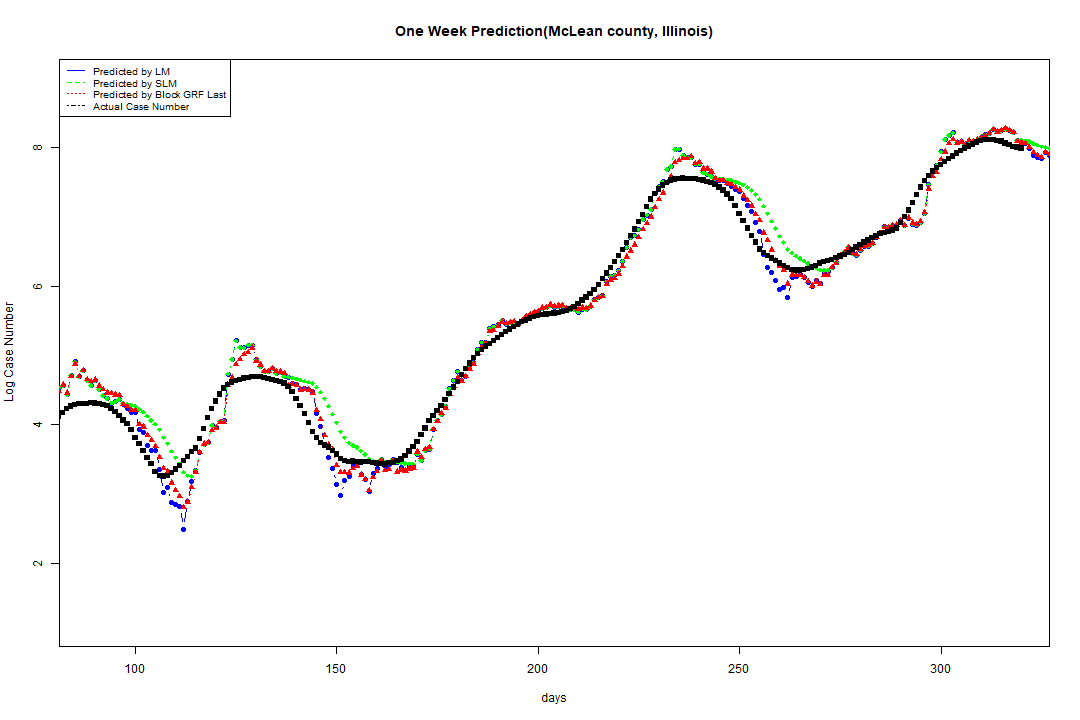 One Week Prediction(McLean county, Illinois)
Predicted by LM
Predicted by SLM
Predicted by Block GRF Last
Actual Case Number
8
6
4
2
Log Case Number
100 150 200 250 300
days